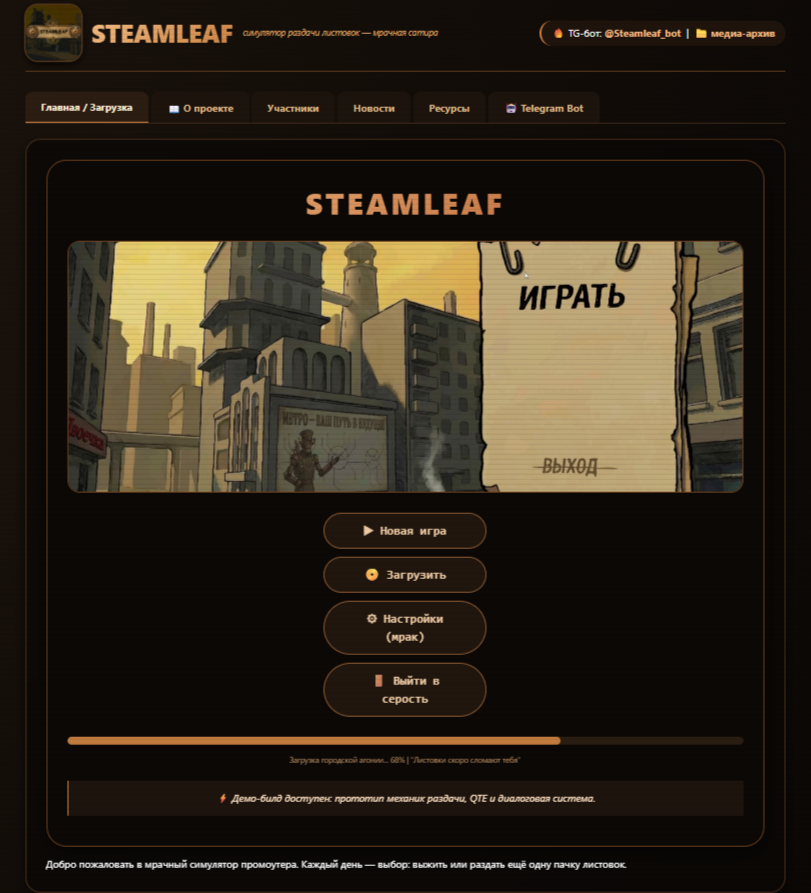 STEAMLEAF симулятор раздачи листовок — мрачная сатира
TG-бот: @Steamleaf_bot | медиа-архив
Главная / Загрузка
О проекте
Участники
Новости
Ресурсы
Telegram Bot
STEAMLEAF
ИГРАТЬ
МЕТРО—ВАШ ПУТЬ В БУДУЩЕЕ
ВЫХОД
Новая игра
Загрузить
Настройки
(мрак)
Выйти в
серость
Загрузка городской агонии... 68% | "Листовки скоро сломают тебя"
Демо-билд доступен: прототип механик раздачи, QTE и диалоговая система.
Добро пожаловать в мрачный симулятор промоутера. Каждый день — выбор: выжить или раздать ещё одну пачку листовок.